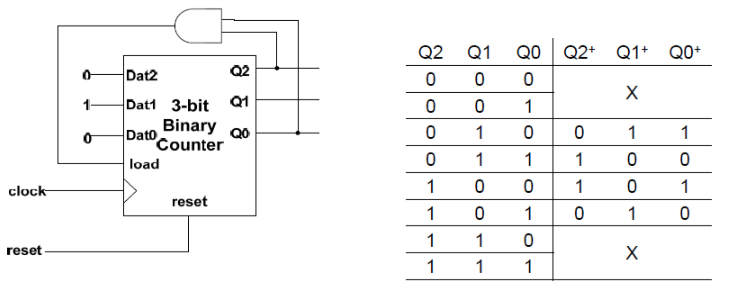 0 Dat2 Q2
1 Dat1 3-bit Q1
Binary
0 Dat0 Counter Q0
load
clock
reset
reset
Q2 Q1 Q0 Q2+ Q1+ Q0+
0 0 0
X
0 0 1
0 1 0 0 1 1
0 1 1 1 0 0
1 0 0 1 0 1
1 0 1 0 1 0
1 1 0
X
1 1 1